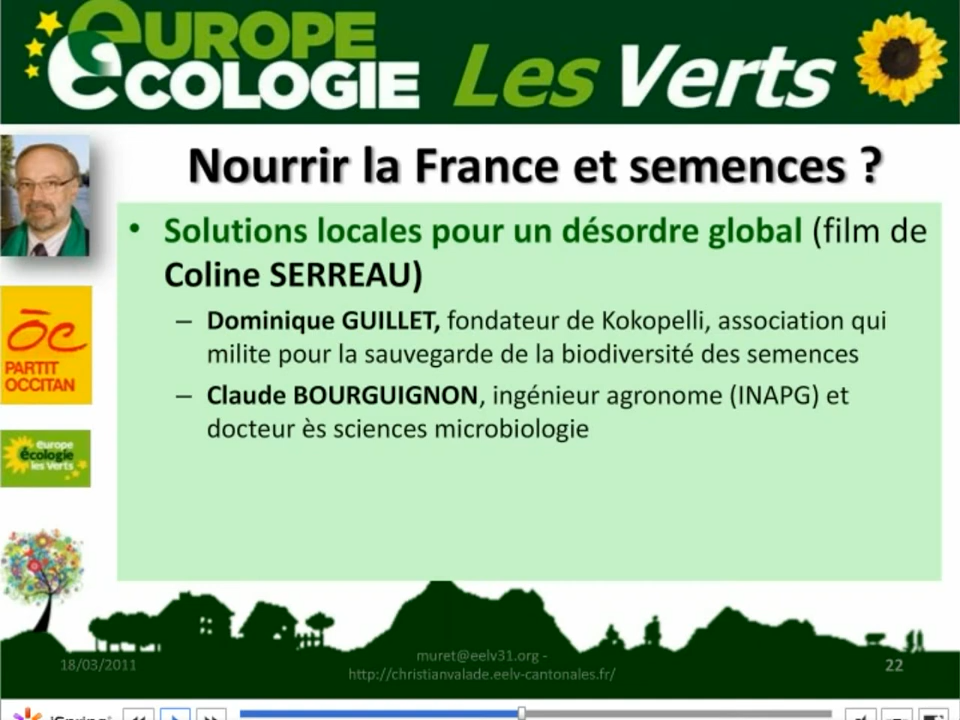 EUROPE
ECOLOGIE Les Verts
Nourrir la France et semences ?
• Solutions locales pour un désordre global (film de
Coline SERREAU)
– Dominique GUILLET, fondateur de Kokopelli, association qui
milite pour la sauvegarde de la biodiversité des semences
– Claude BOURGUIGNON, ingénieur agronome (INAPG) et
docteur ès sciences microbiologie
òc
PARTIT
OCCITAN
europe
écologie
les Verts
18/03/2011
muret@eelv31.org -
http://christianvalade.eelv-cantonales.fr/
22
iSpring